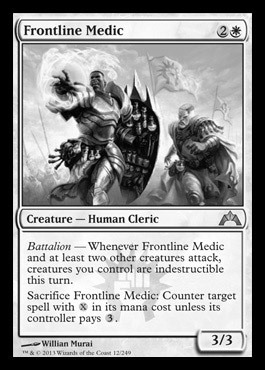 Frontline Medic 2
Creature — Human Cleric
Battalion — Whenever Frontline Medic
and at least two other creatures attack,
creatures you control are indestructible
this turn.
Sacrifice Frontline Medic: Counter target
spell with X in its mana cost unless its
controller pays 3.
Willian Murai
3/3
™ & © 2013 Wizards of the Coast 12/249